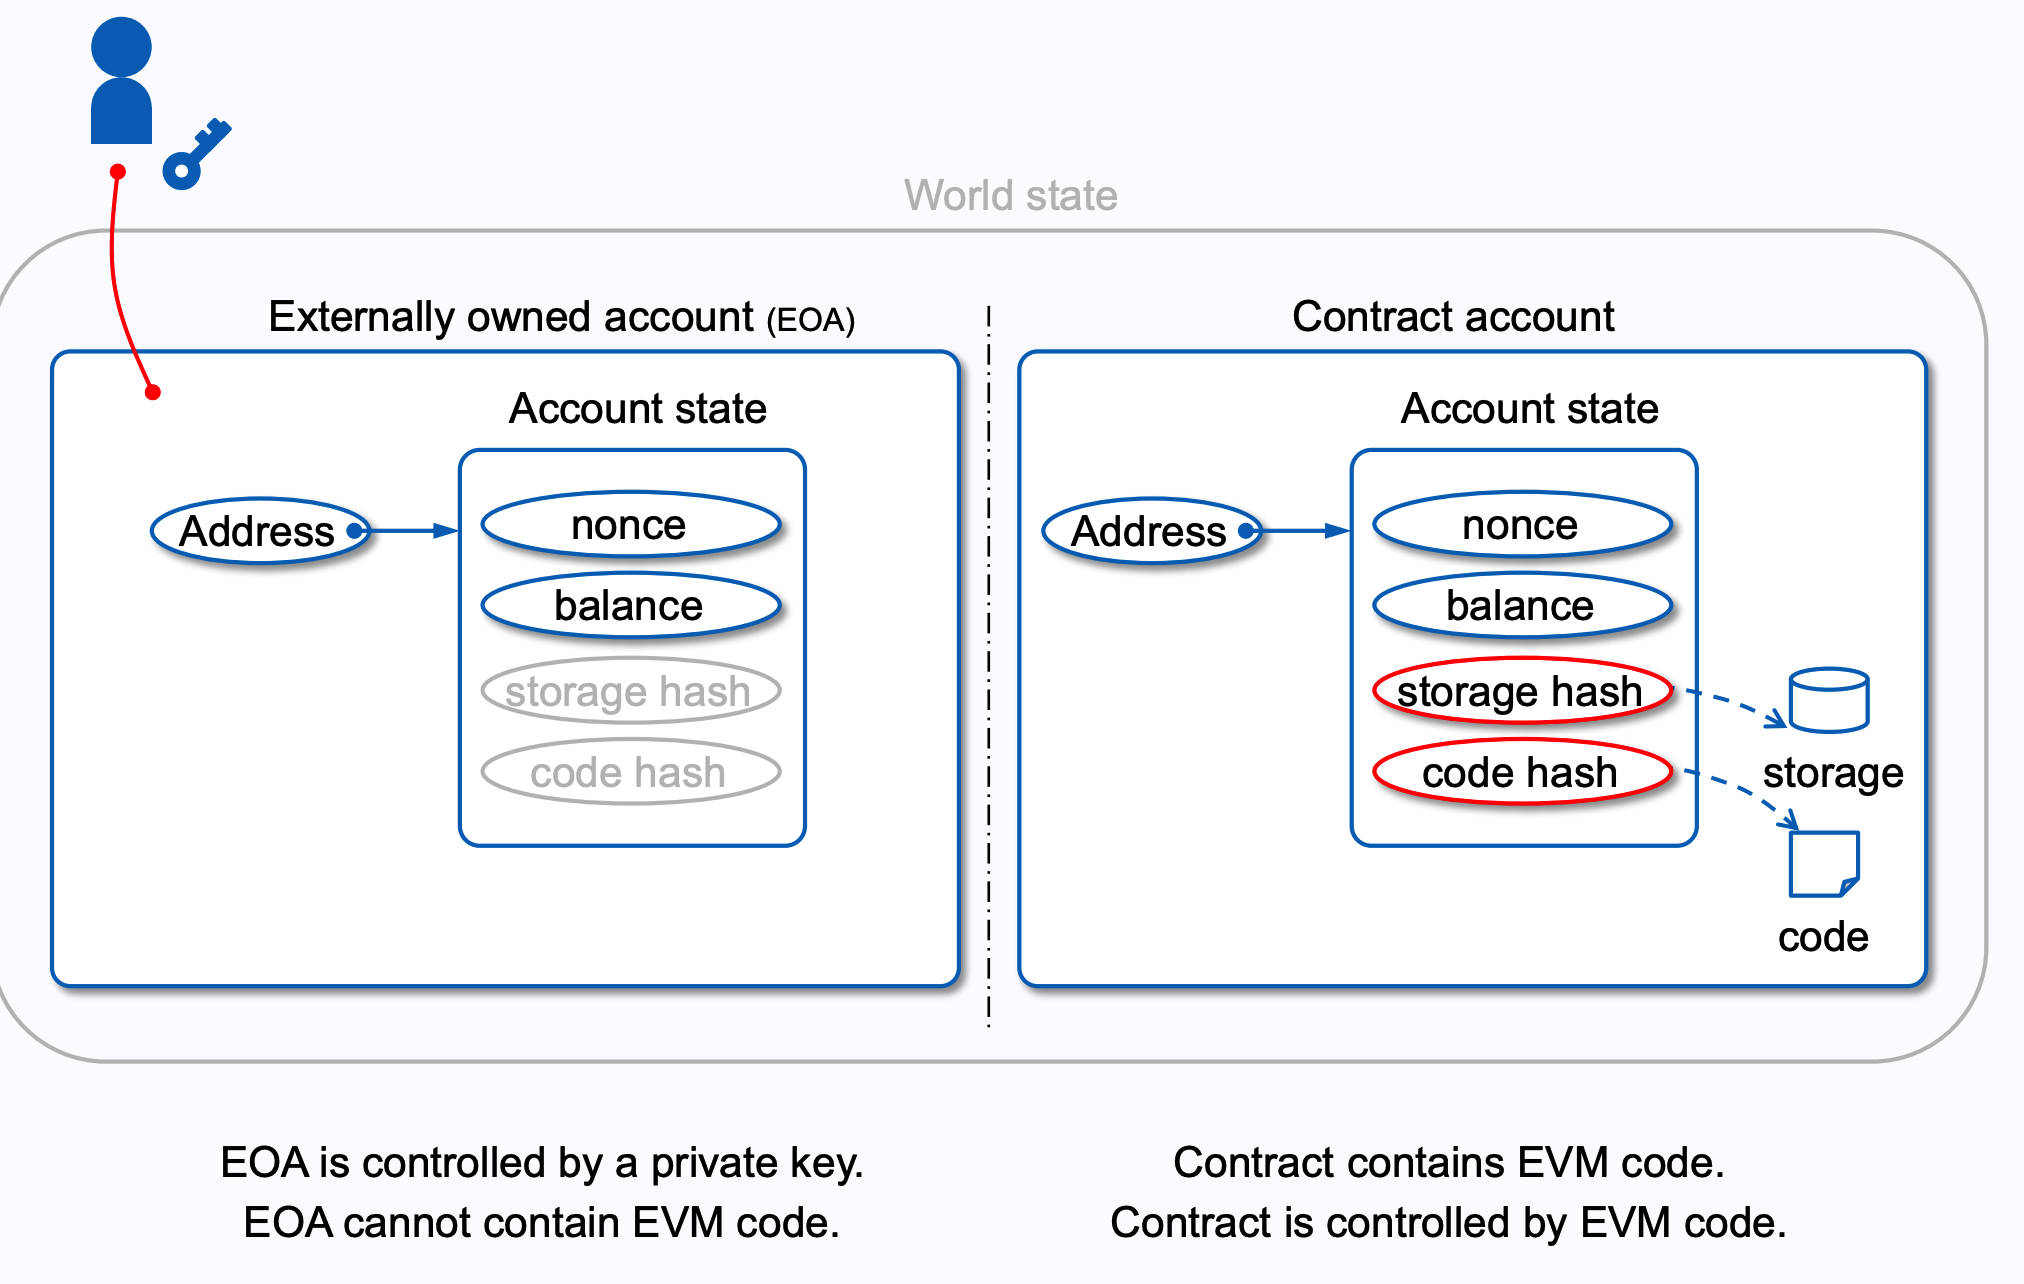 World state
Externally owned account (EOA)
Account state
Address
nonce
balance
storage hash
code hash
Contract account
Account state
Address
nonce
balance
storage hash
code hash
storage
code
EOA is controlled by a private key.
EOA cannot contain EVM code.
Contract contains EVM code.
Contract is controlled by EVM code.